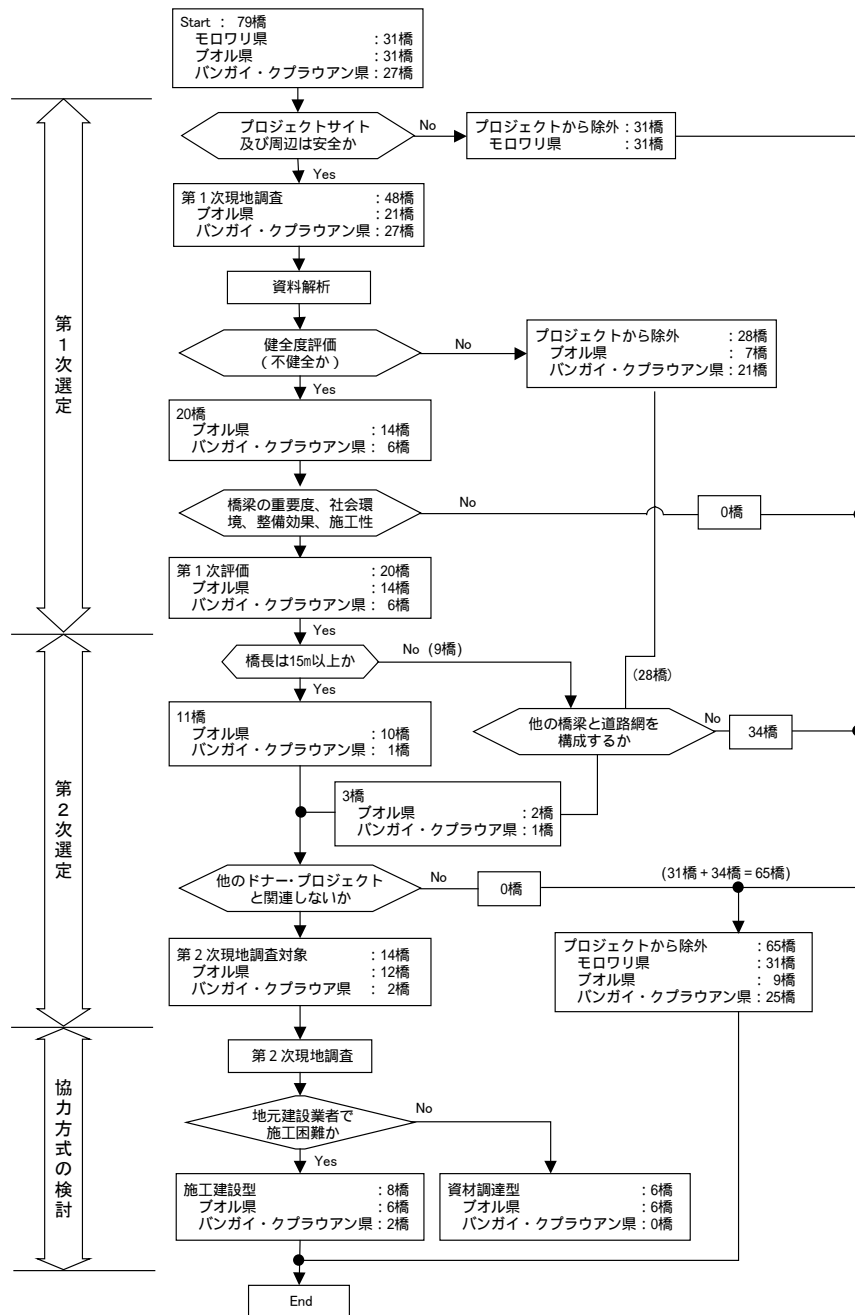 Start : 79橋
モロワリ県 : 31橋
ブオル県 : 31橋
バンガイ・クプラウアン県 : 27橋
プロジェクトサイト
及び周辺は安全か
No
プロジェクトから除外 : 31橋
モロワリ県 : 31橋
Yes
第1次現地調査 : 48橋
ブオル県 : 21橋
バンガイ・クプラウアン県 : 27橋
資料解析
第1次選定
健全度評価
(不健全か)
No
プロジェクトから除外 : 28橋
ブオル県 : 7橋
バンガイ・クプラウアン県 : 21橋
Yes
20橋
ブオル県 : 14橋
バンガイ・クプラウアン県 : 6橋
橋梁の重要度、社会環
境、整備効果、施工性
No
0橋
第1次評価 : 20橋
ブオル県 : 14橋
バンガイ・クプラウアン県 : 6橋
Yes
橋長は15m以上か
No (9橋)
(28橋)
Yes
11橋
ブオル県 : 10橋
バンガイ・クプラウアン県 : 1橋
他の橋梁と道路網を
構成するか
No
34橋
第2次選定
3橋
ブオル県 : 2橋
バンガイ・クプラウア県 : 1橋
他のドナー・プロジェクト
と関連しないか
No
0橋
(31橋+34橋=65橋)
第2次現地調査対象 : 14橋
ブオル県 : 12橋
バンガイ・クプラウア県 : 2橋
プロジェクトから除外 : 65橋
モロワリ県 : 31橋
ブオル県 : 9橋
バンガイ・クプラウアン県 : 25橋
第2次現地調査
協力方式の検討
地元建設業者で
施工困難か
No
Yes
施工建設型 : 8橋
ブオル県 : 6橋
バンガイ・クプラウアン県 : 2橋
資材調達型 : 6橋
ブオル県 : 6橋
バンガイ・クプラウアン県 : 0橋
End